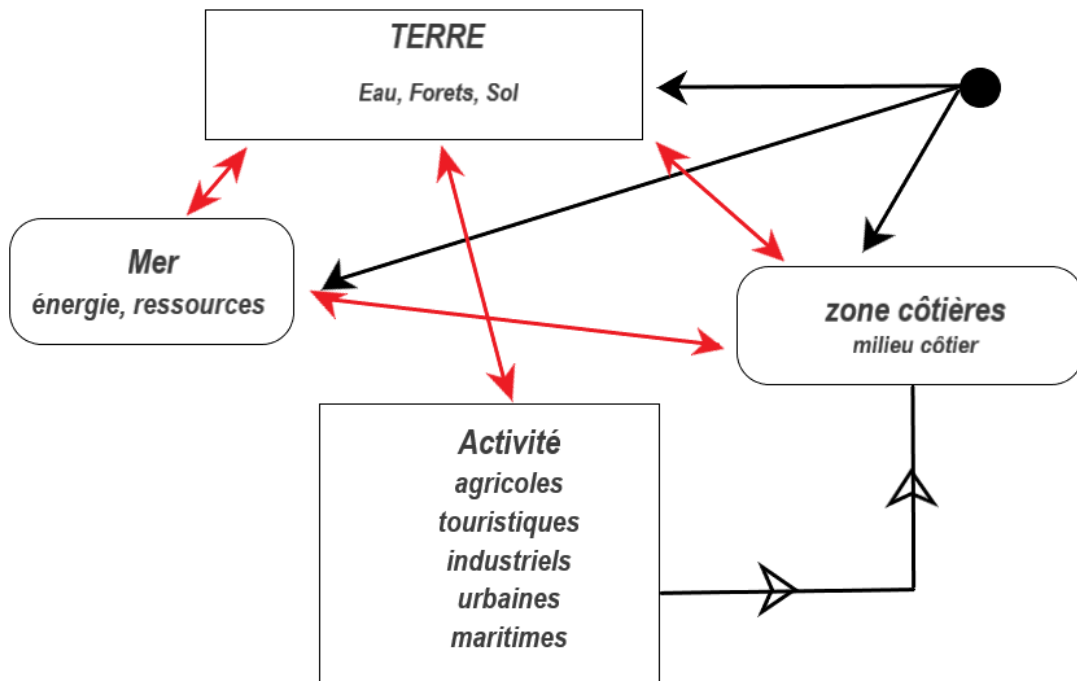 TERRE
Eau, Forets, Sol
Mer
énergie, ressources
zone côtières
milieu côtier
Activité
agricoles
touristiques
industriels
urbaines
maritimes